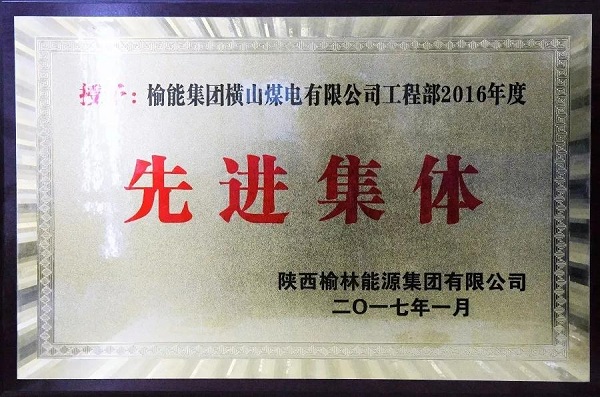 授予：榆能集团横山煤电有限公司工程部2016年度
先进集体
陕西榆林能源集团有限公司
二〇一七年一月